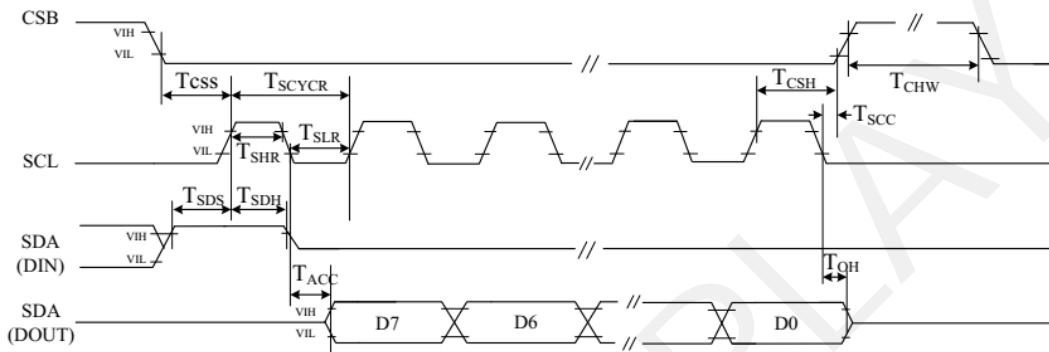 CSB
VIH
VIL
//
//
Tcss
TSCYCR
TCSH
TCHW
TSCC
SCL
VIH
VIL
TSHR
TSLR
//
TSDS
TSDH
SDA
(DIN)
VIH
VIL
//
TACC
TOH
SDA
(DOUT)
VIH
VIL
D7
D6
//
//
D0
PLAY